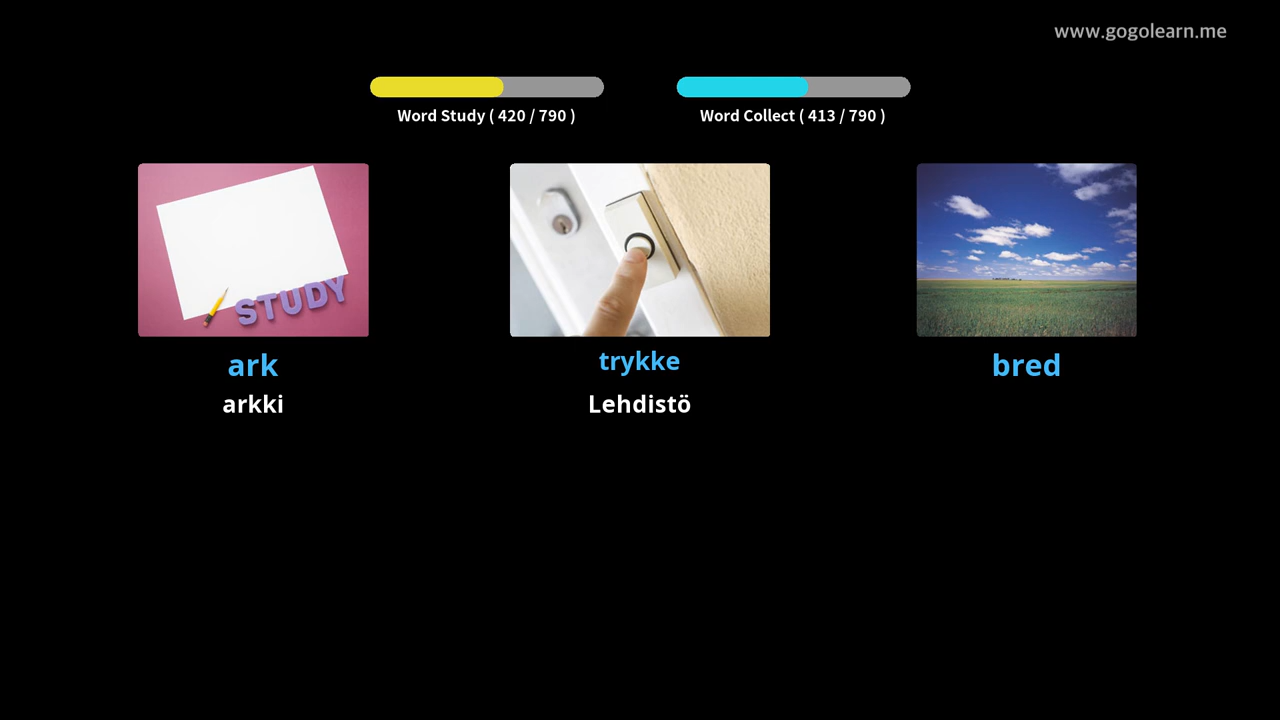 www.gogolearn.me
Word Study ( 420 / 790 )
Word Collect ( 413 / 790 )
STUDY
ark
trykke
bred
arkki
Lehdistö